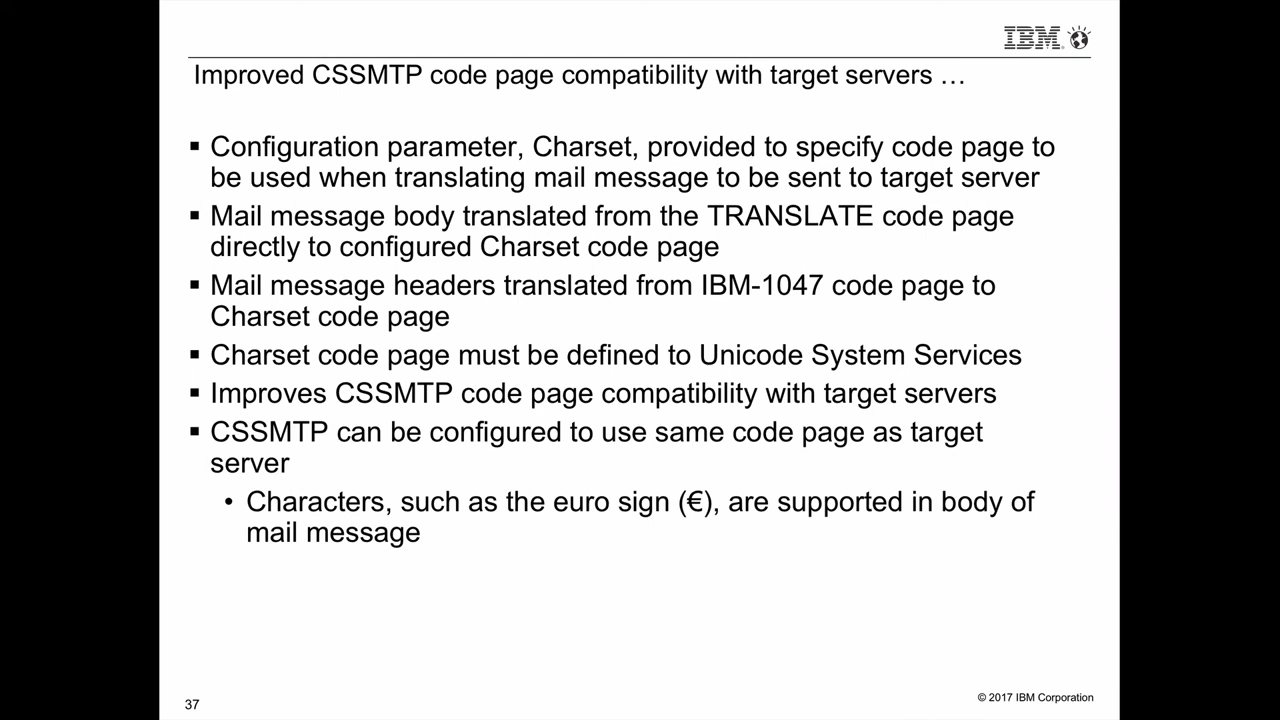 IBM
Improved CSSMTP code page compatibility with target servers …
▪ Configuration parameter, Charset, provided to specify code page to
be used when translating mail message to be sent to target server
▪ Mail message body translated from the TRANSLATE code page
directly to configured Charset code page
▪ Mail message headers translated from IBM-1047 code page to
Charset code page
▪ Charset code page must be defined to Unicode System Services
▪ Improves CSSMTP code page compatibility with target servers
▪ CSSMTP can be configured to use same code page as target
server
• Characters, such as the euro sign (€), are supported in body of
mail message
37
© 2017 IBM Corporation